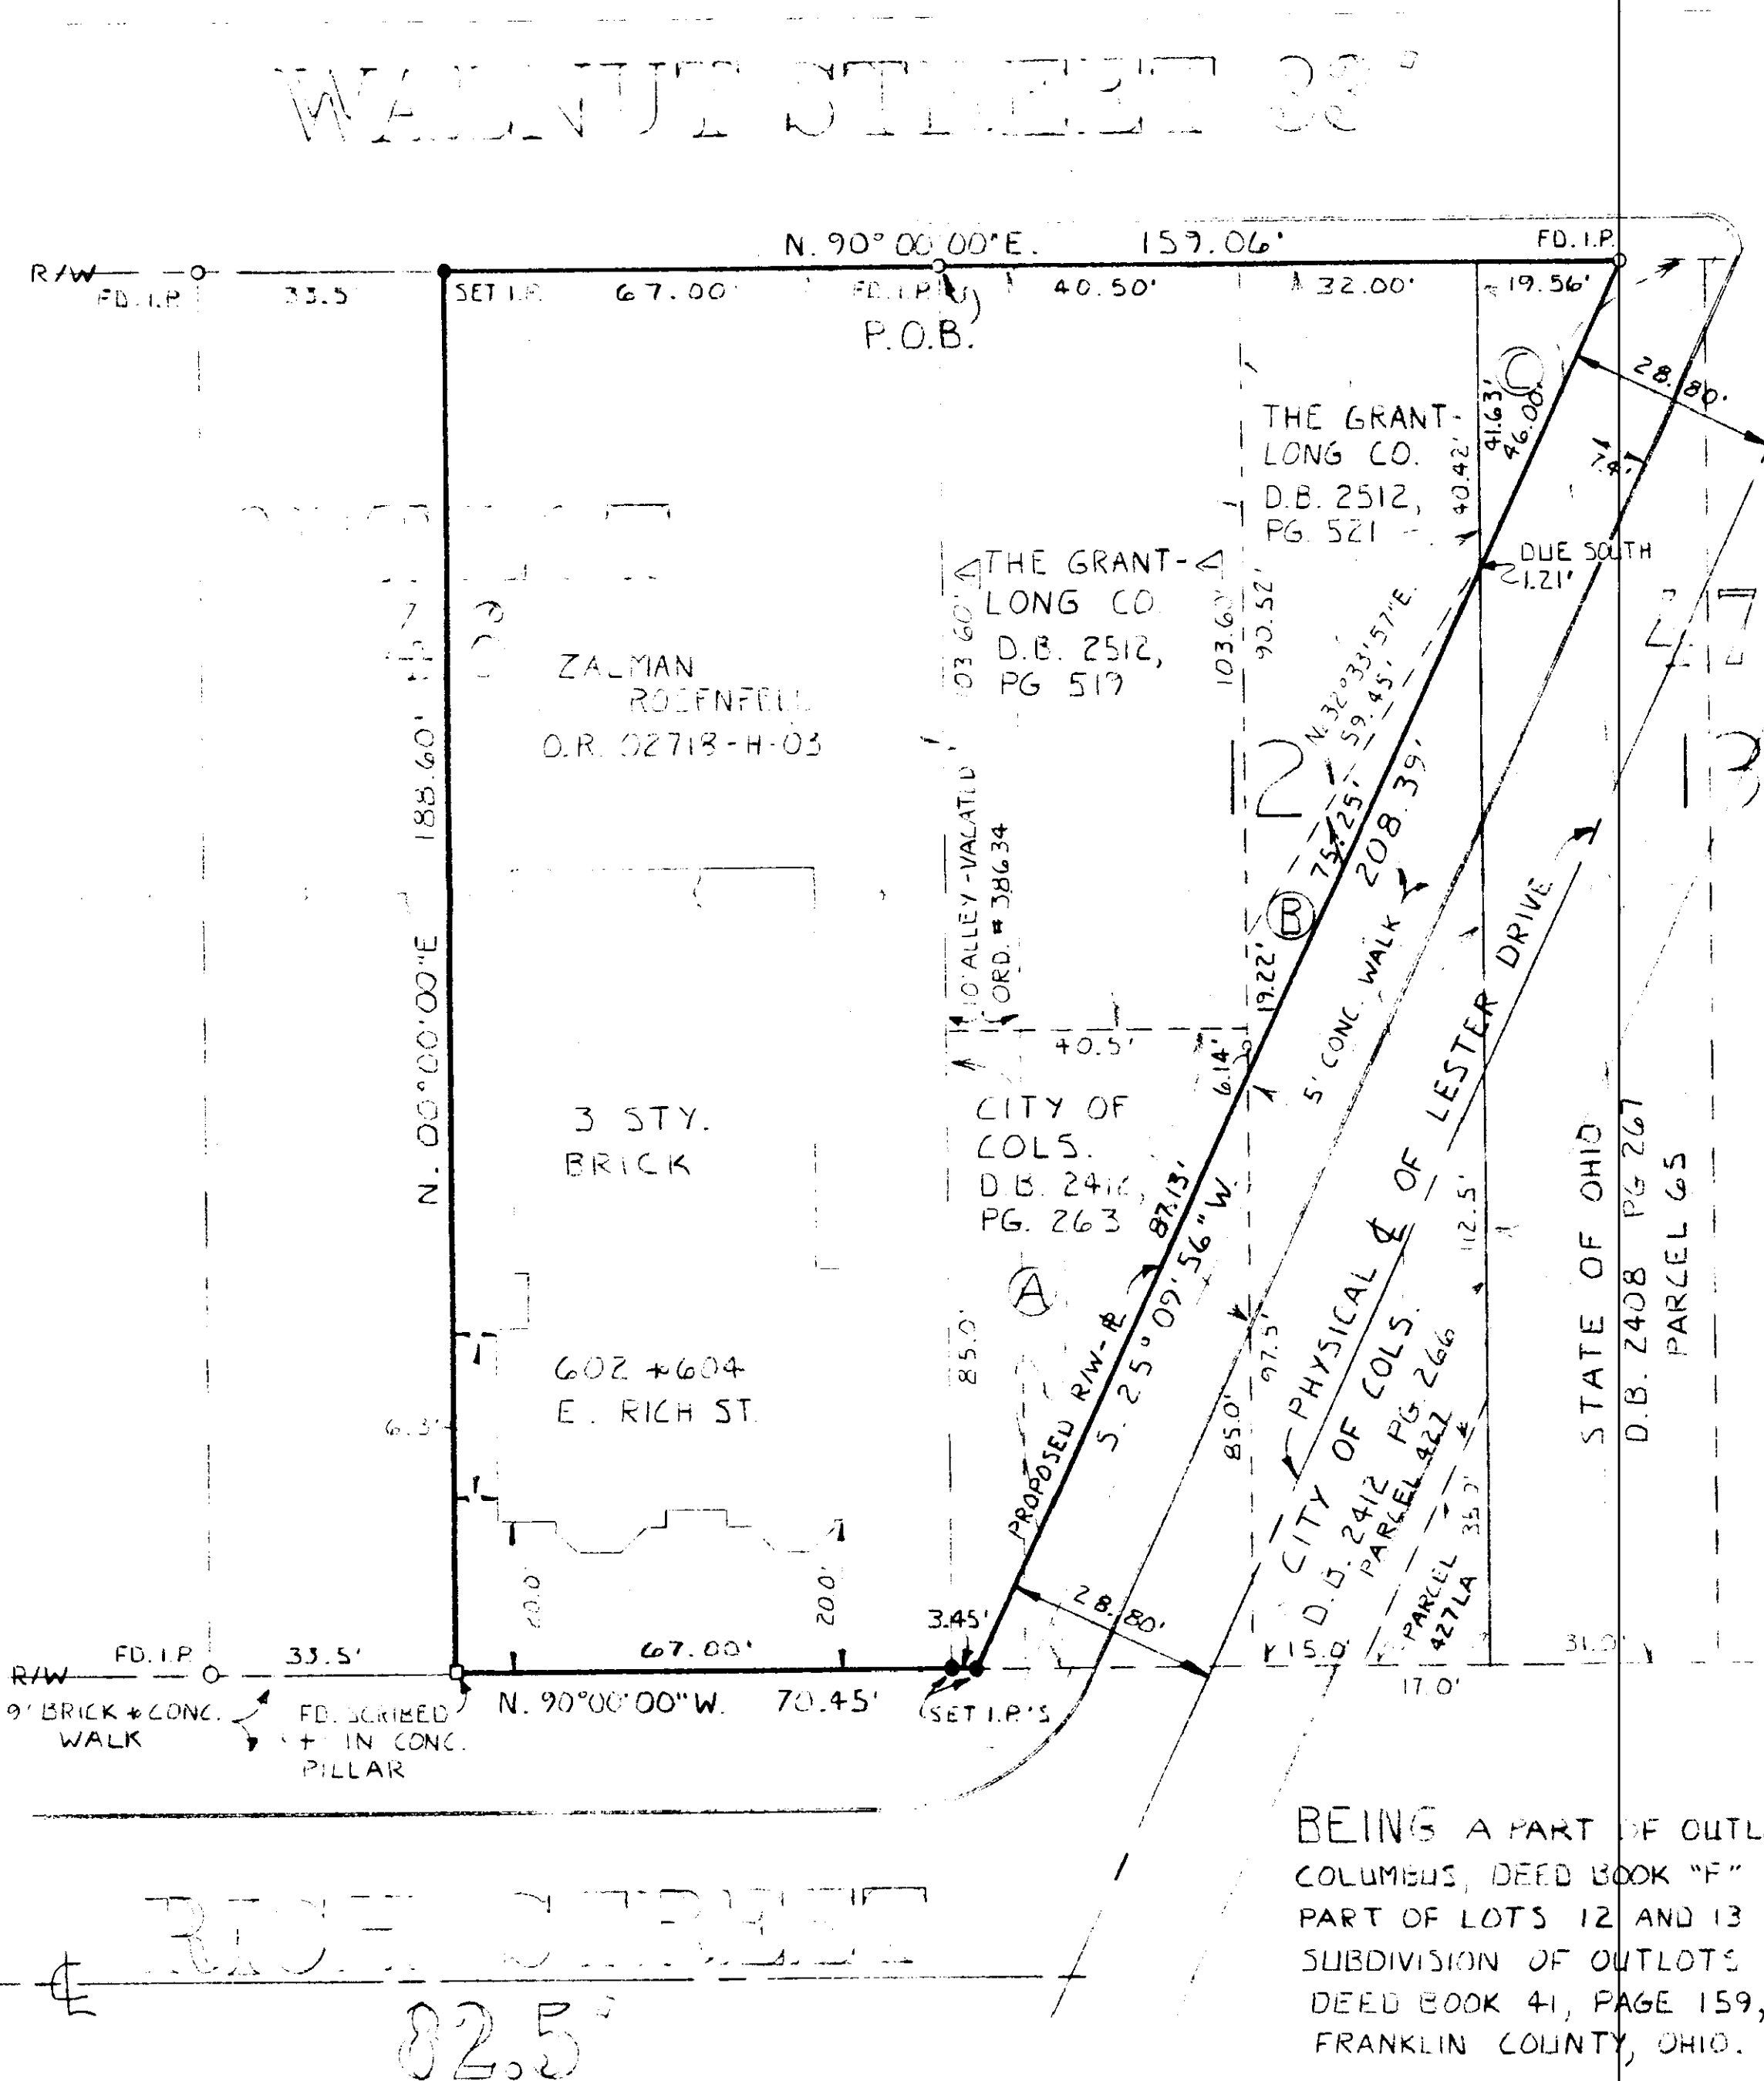 WALNUT STREET 33'
N. 90° 00' 00" E. 159.06'
FD. I.P.
R/W
FD. I.P.
33.5
SET I.P.
67.00'
FD. I.P.
40.50'
32.00'
19.56'
P.O.B.
28.80'
C
41.63'
46.00'
40.42'
7.4'
THE GRANT-
LONG CO.
D.B. 2512,
PG. 521
DUE SOUTH
1.21'
THE GRANT-
LONG CO.
D.B. 2512,
PG 519
103.60'
103.60'
90.52'
N. 32° 33' 57" E.
59.45'
ZALMAN
ROSENFELD
O.R. 02718-H-03
12
13
75.25'
208.39'
188.60'
N. 00° 00' 00" E
10' ALLEY-VACATED
ORD. # 38634
B
19.22'
5' CONC. WALK
40.5'
6.14'
PHYSICAL ℄ OF LESTER DRIVE
3 STY.
BRICK
CITY OF
COLS.
PG. 263
87.13'
S. 25° 09' 56" W.
A
PROPOSED R/W-℄
85.0'
85.0'
97.5'
112.5'
STATE OF OHIO
D.B. 2408 PG 267
PARCEL 65
602 & 604
E. RICH ST.
6.3'
CITY OF COLS.
D.B. 2412 PG. 266
PARCEL 427
PARCEL
427LA
20.0'
20.0'
3.45'
28.80'
15.0'
17.0'
31.0'
FD. I.P.
33.5'
67.00'
R/W
N. 90° 00' 00" W. 70.45'
SET I.P.'S
9' BRICK & CONC.
WALK
FD. SCRIBED
+ IN CONC.
PILLAR
RICH STREET
℄
82.5'
BEING A PART OF OUTL
COLUMBUS, DEED BOOK "F"
PART OF LOTS 12 AND 13
SUBDIVISION OF OUTLOTS
DEED BOOK 41, PAGE 159,
FRANKLIN COUNTY, OHIO.